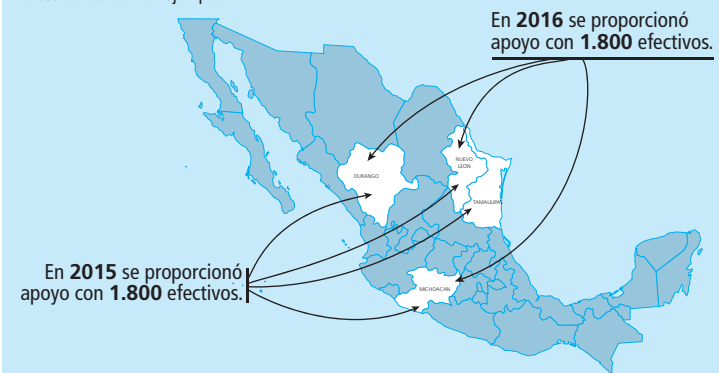 En 2016 se proporcionó
apoyo con 1.800 efectivos.
NUEVO
LEON
DURANGO
TAMAULIPAS
En 2015 se proporcionó
apoyo con 1.800 efectivos.
MICHOACAN